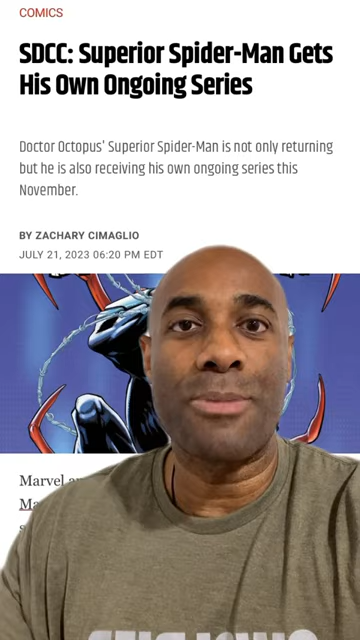 COMICS
SDCC: Superior Spider-Man Gets
His Own Ongoing Series
Doctor Octopus' Superior Spider-Man is not only returning
but he is also receiving his own ongoing series this
November.
BY ZACHARY CIMAGLIO
JULY 21, 2023 06:20 PM EDT
Marvel